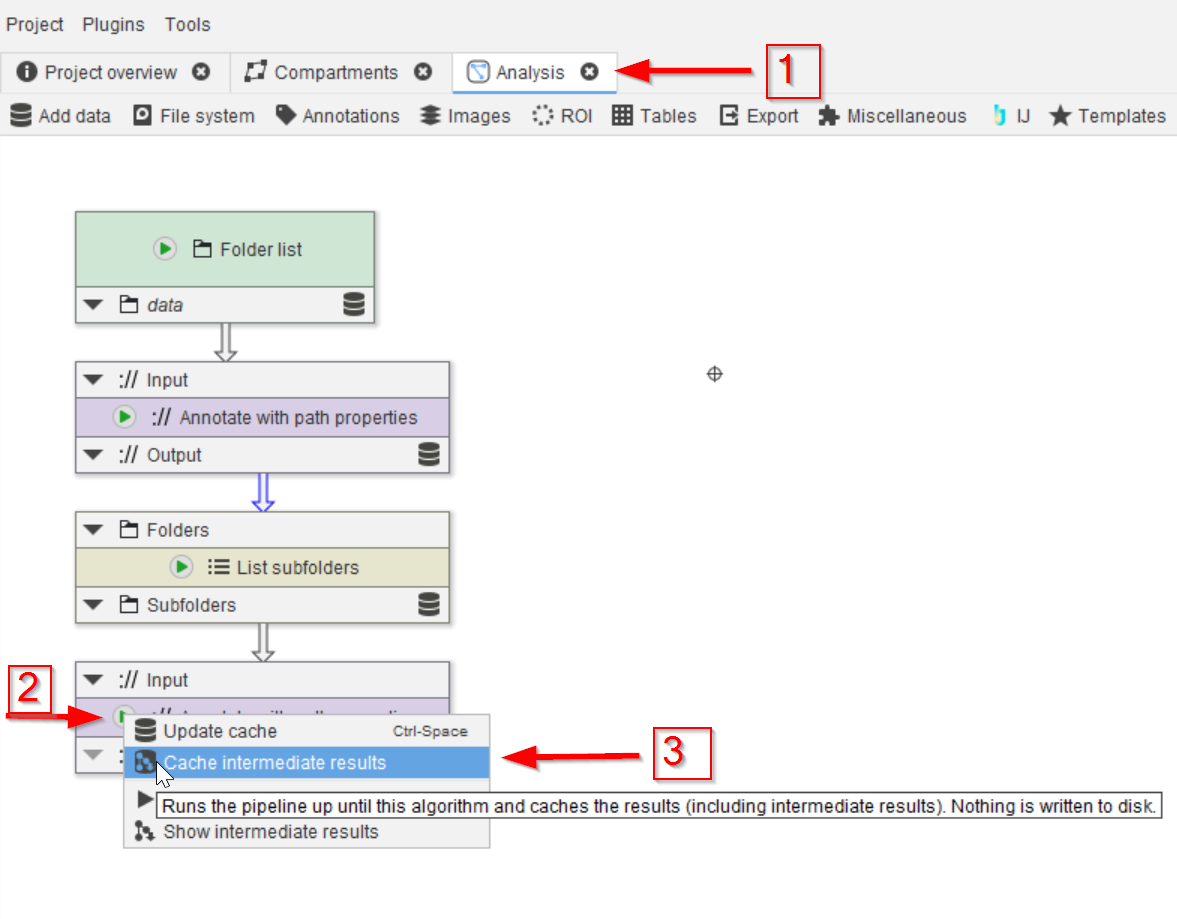 Project Plugins Tools
Project overview Compartments Analysis 1
Add data File system Annotations Images ROI Tables Export Miscellaneous IJ Templates
Folder list
data
:// Input
:// Annotate with path properties
:// Output
Folders
List subfolders
Subfolders
:// Input
2
Update cache Ctrl-Space
Cache intermediate results 3
Runs the pipeline up until this algorithm and caches the results (including intermediate results). Nothing is written to disk.
Show intermediate results